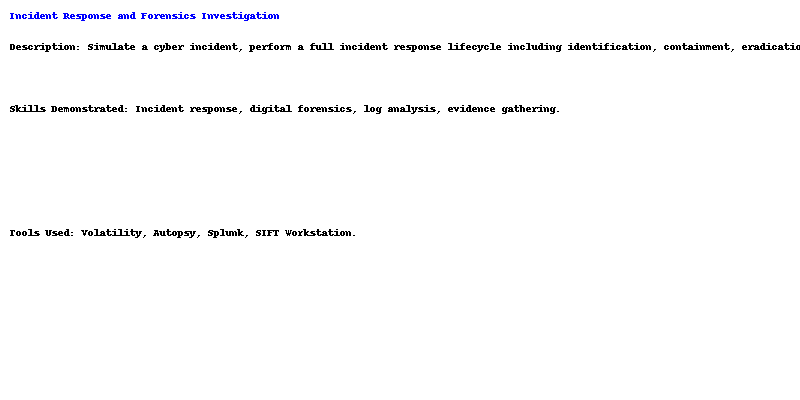 Incident Response and Forensics Investigation
Description: Simulate a cyber incident, perform a full incident response lifecycle including identification, containment, eradicatio
Skills Demonstrated: Incident response, digital forensics, log analysis, evidence gathering.
Tools Used: Volatility, Autopsy, Splunk, SIFT Workstation.